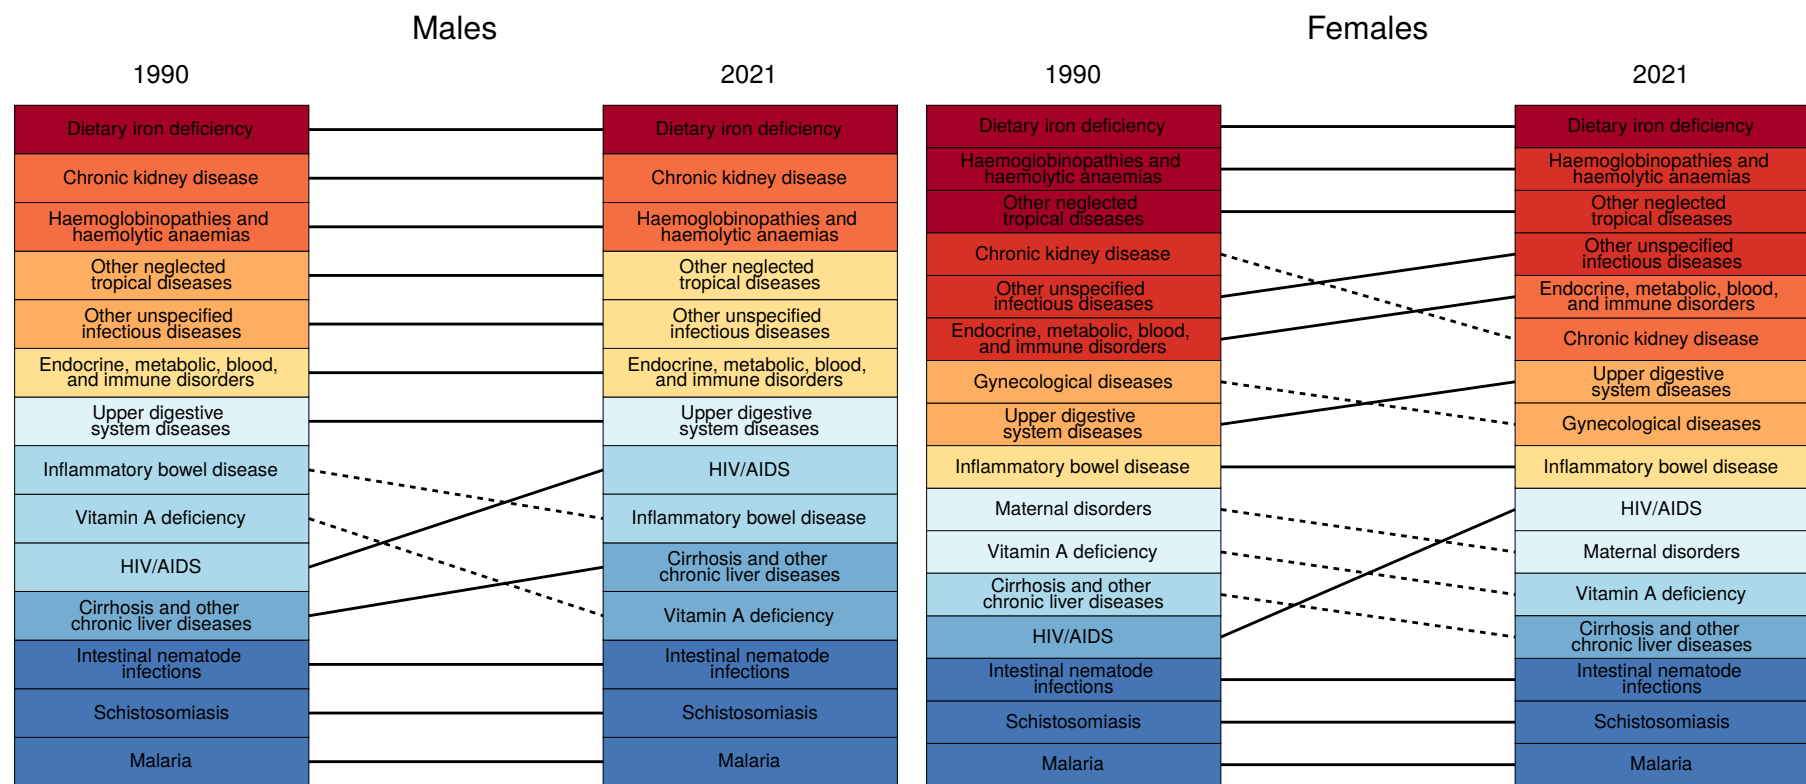 Males
1990
2021
Dietary iron deficiency
Chronic kidney disease
Haemoglobinopathies and
haemolytic anaemias
Other neglected
tropical diseases
Other unspecified
infectious diseases
Endocrine, metabolic, blood,
and immune disorders
Upper digestive
system diseases
Inflammatory bowel disease
Vitamin A deficiency
HIV/AIDS
Cirrhosis and other
chronic liver diseases
Intestinal nematode
infections
Schistosomiasis
Malaria
Dietary iron deficiency
Chronic kidney disease
Haemoglobinopathies and
haemolytic anaemias
Other neglected
tropical diseases
Other unspecified
infectious diseases
Endocrine, metabolic, blood,
and immune disorders
Upper digestive
system diseases
HIV/AIDS
Inflammatory bowel disease
Cirrhosis and other
chronic liver diseases
Vitamin A deficiency
Intestinal nematode
infections
Schistosomiasis
Malaria
Females
1990
2021
Dietary iron deficiency
Haemoglobinopathies and
haemolytic anaemias
Other neglected
tropical diseases
Chronic kidney disease
Other unspecified
infectious diseases
Endocrine, metabolic, blood,
and immune disorders
Gynecological diseases
Upper digestive
system diseases
Inflammatory bowel disease
Maternal disorders
Vitamin A deficiency
Cirrhosis and other
chronic liver diseases
HIV/AIDS
Intestinal nematode
infections
Schistosomiasis
Malaria
Dietary iron deficiency
Haemoglobinopathies and
haemolytic anaemias
Other neglected
tropical diseases
Other unspecified
infectious diseases
Endocrine, metabolic, blood,
and immune disorders
Chronic kidney disease
Upper digestive
system diseases
Gynecological diseases
Inflammatory bowel disease
HIV/AIDS
Maternal disorders
Vitamin A deficiency
Cirrhosis and other
chronic liver diseases
Intestinal nematode
infections
Schistosomiasis
Malaria